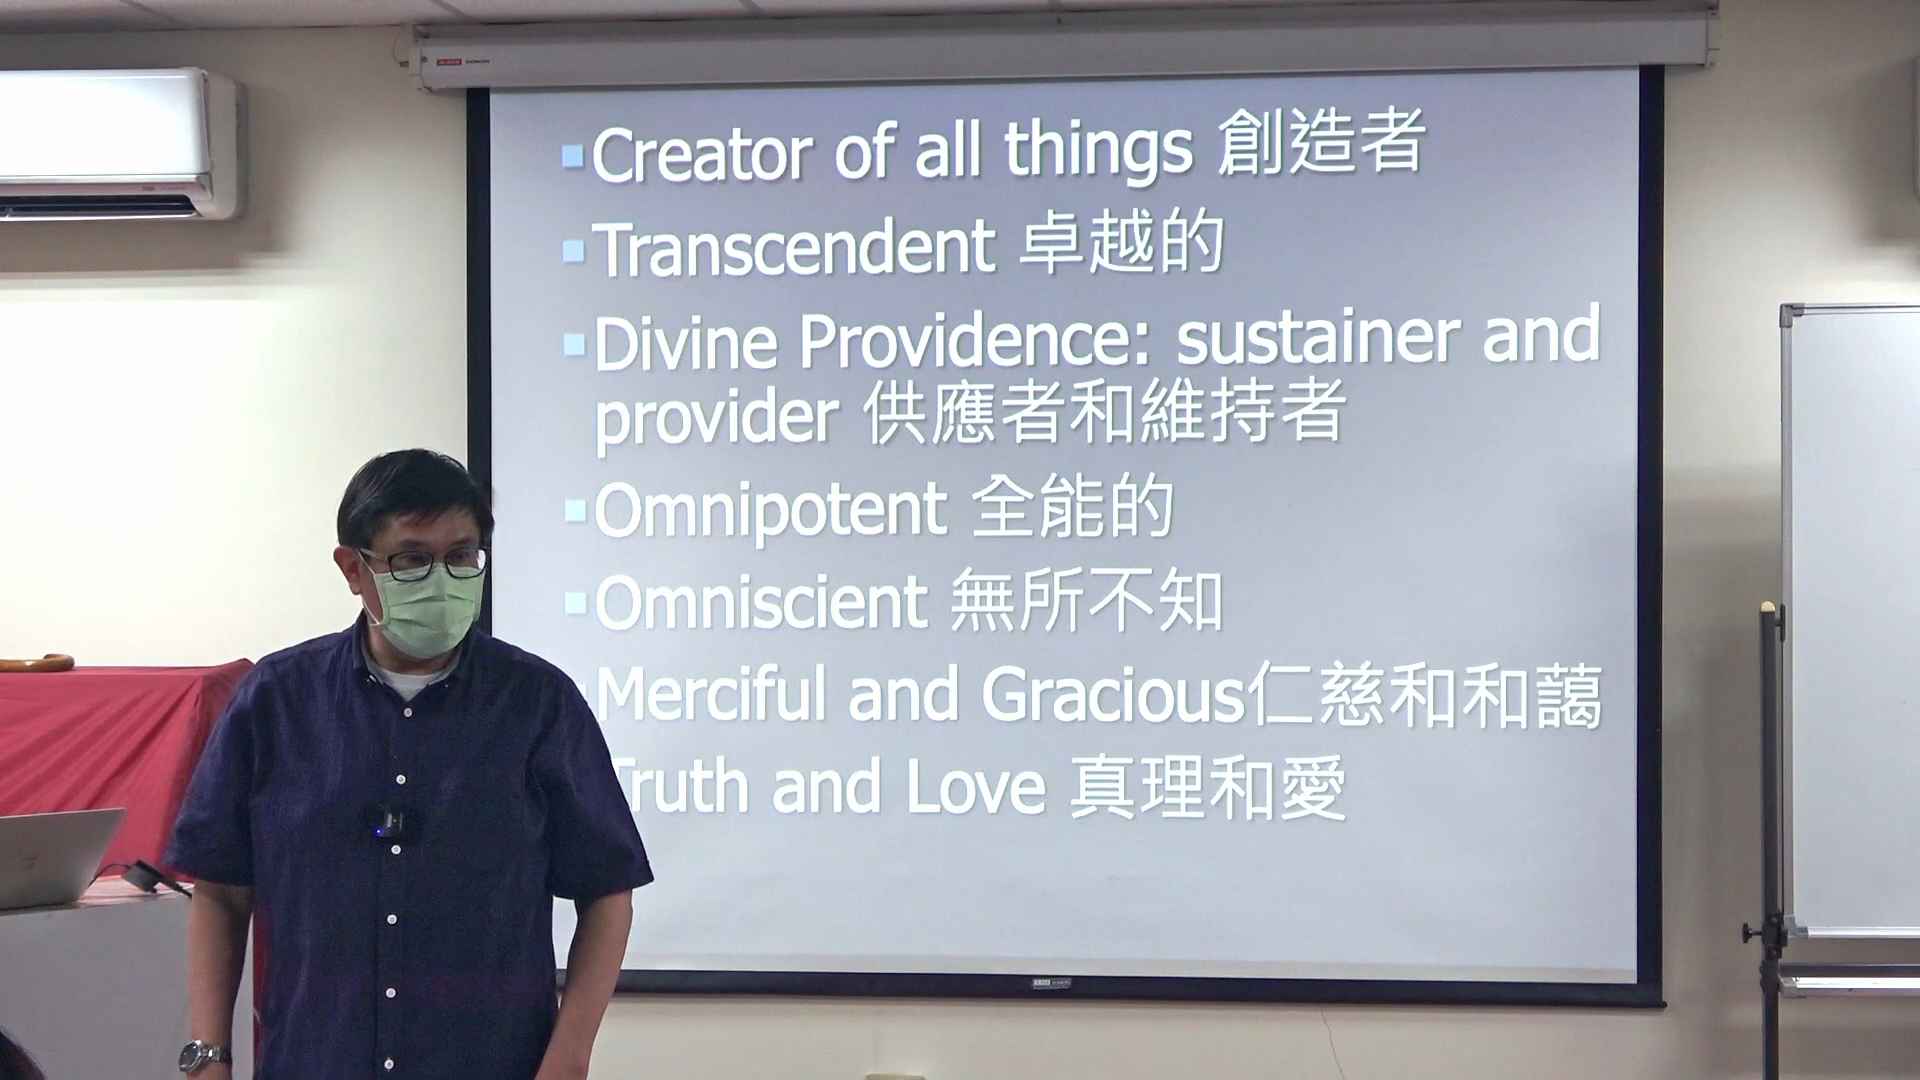 Creator of all things 創造者
Transcendent 卓越的
Divine Providence: sustainer and
provider 供應者和維持者
Omnipotent 全能的
Omniscient 無所不知
Merciful and Gracious仁慈和和藹
Truth and Love 真理和愛